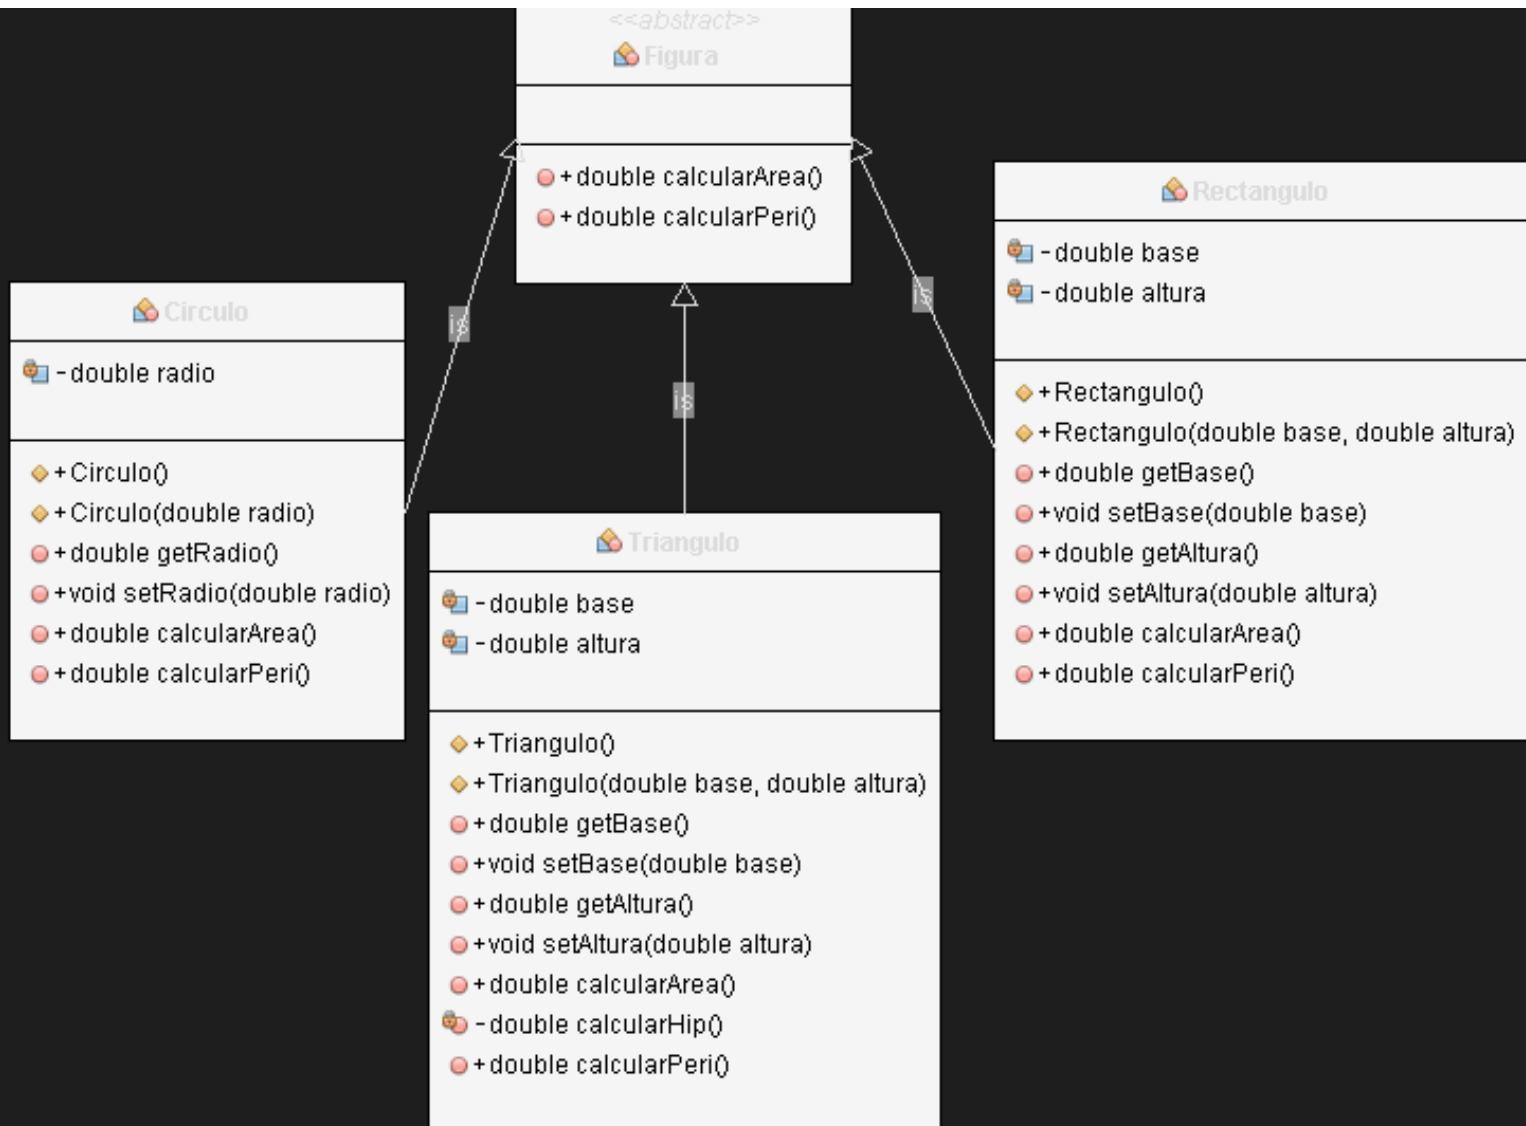 <<abstract>>
Figura
+ double calcularArea()
+ double calcularPeri()
is
is
is
Circulo
- double radio
+ Circulo()
+ Circulo(double radio)
+ double getRadio()
+ void setRadio(double radio)
+ double calcularArea()
+ double calcularPeri()
Triangulo
- double base
- double altura
+ Triangulo()
+ Triangulo(double base, double altura)
+ double getBase()
+ void setBase(double base)
+ double getAltura()
+ void setAltura(double altura)
+ double calcularArea()
- double calcularHip()
+ double calcularPeri()
Rectangulo
- double base
- double altura
+ Rectangulo()
+ Rectangulo(double base, double altura)
+ double getBase()
+ void setBase(double base)
+ double getAltura()
+ void setAltura(double altura)
+ double calcularArea()
+ double calcularPeri()